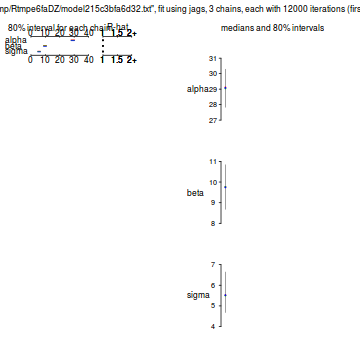 mp/Rtmpe6faDZ/model215c3bfa6d32.txt", fit using jags, 3 chains, each with 12000 iterations (firs
80% interval for each chain R-hat
0 10 20 30 40 1 1.5 2+
alpha
beta
sigma
0 10 20 30 40 1 1.5 2+
medians and 80% intervals
31
30
alpha 29
28
27
11
10
beta
9
8
7
6
sigma
5
4